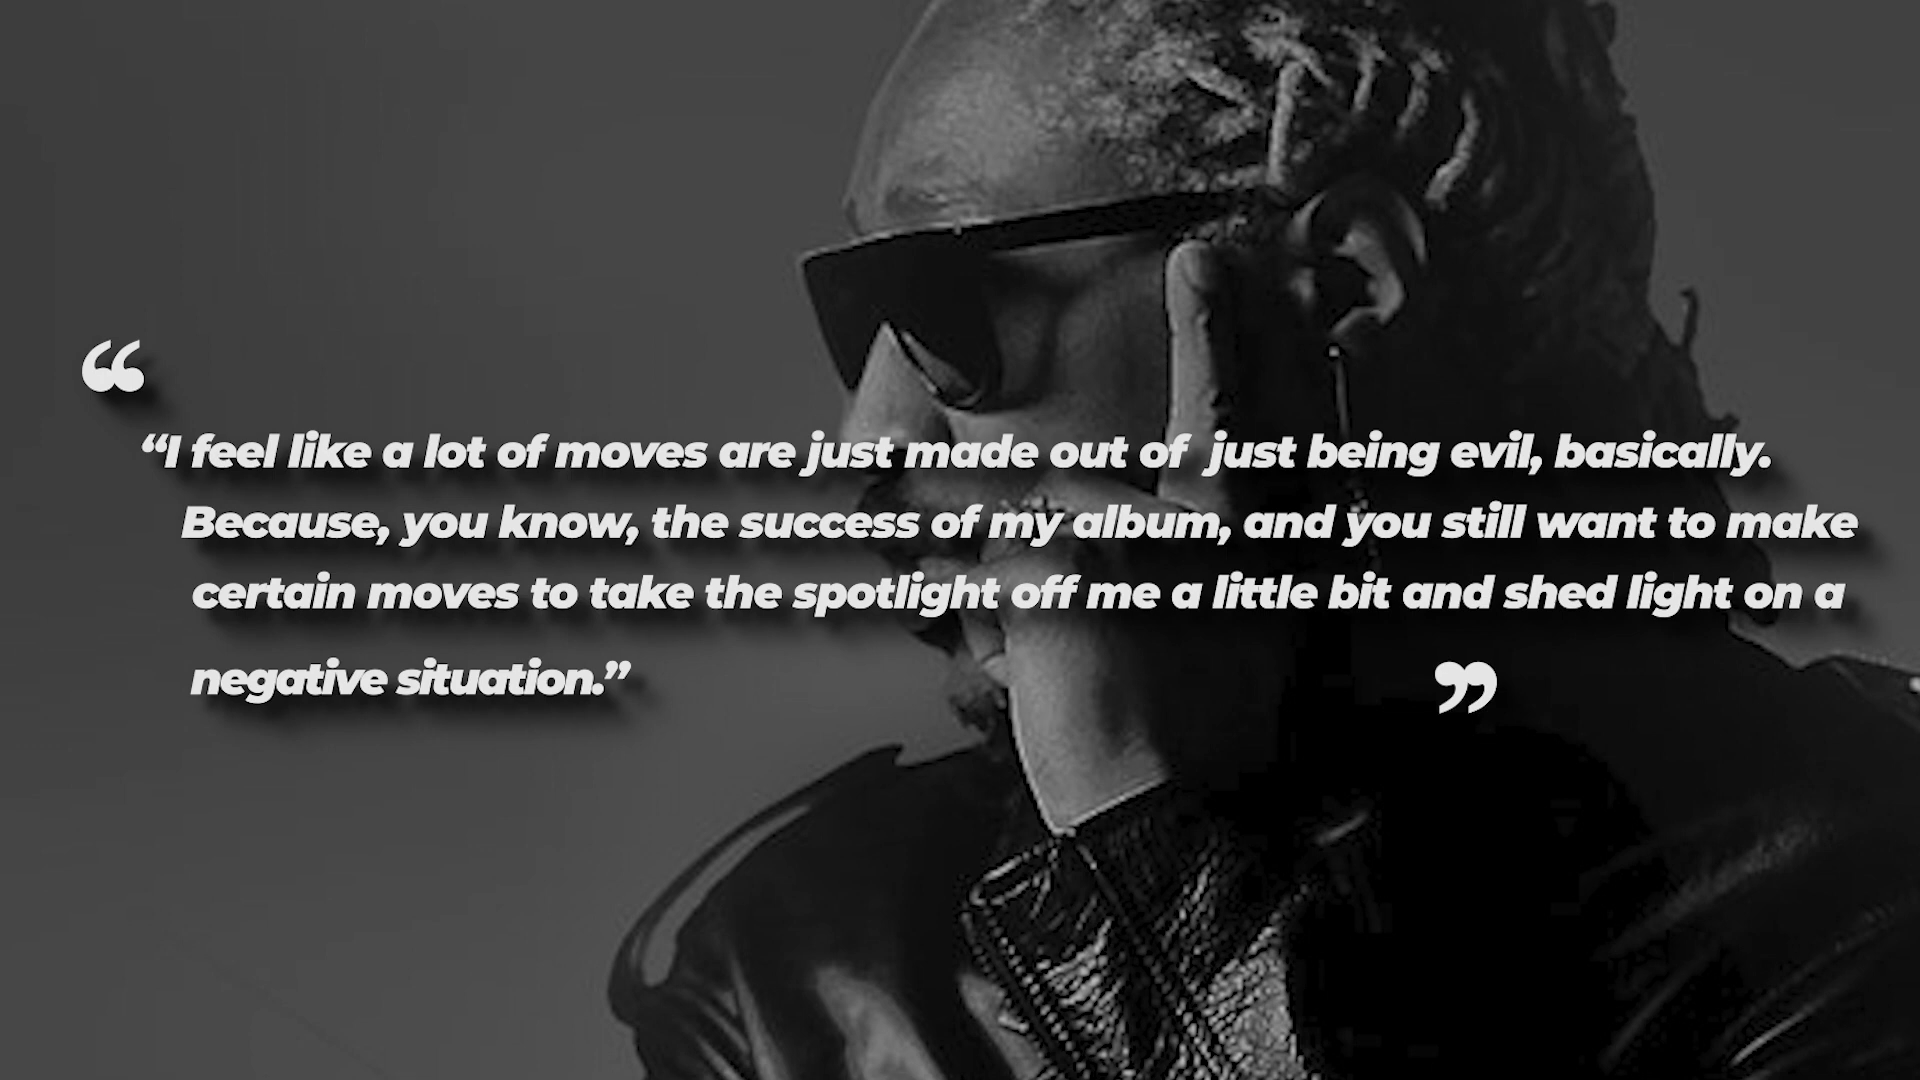 “
“I feel like a lot of moves are just made out of just being evil, basically.
Because, you know, the success of my album, and you still want to make
certain moves to take the spotlight off me a little bit and shed light on a
negative situation.”
”